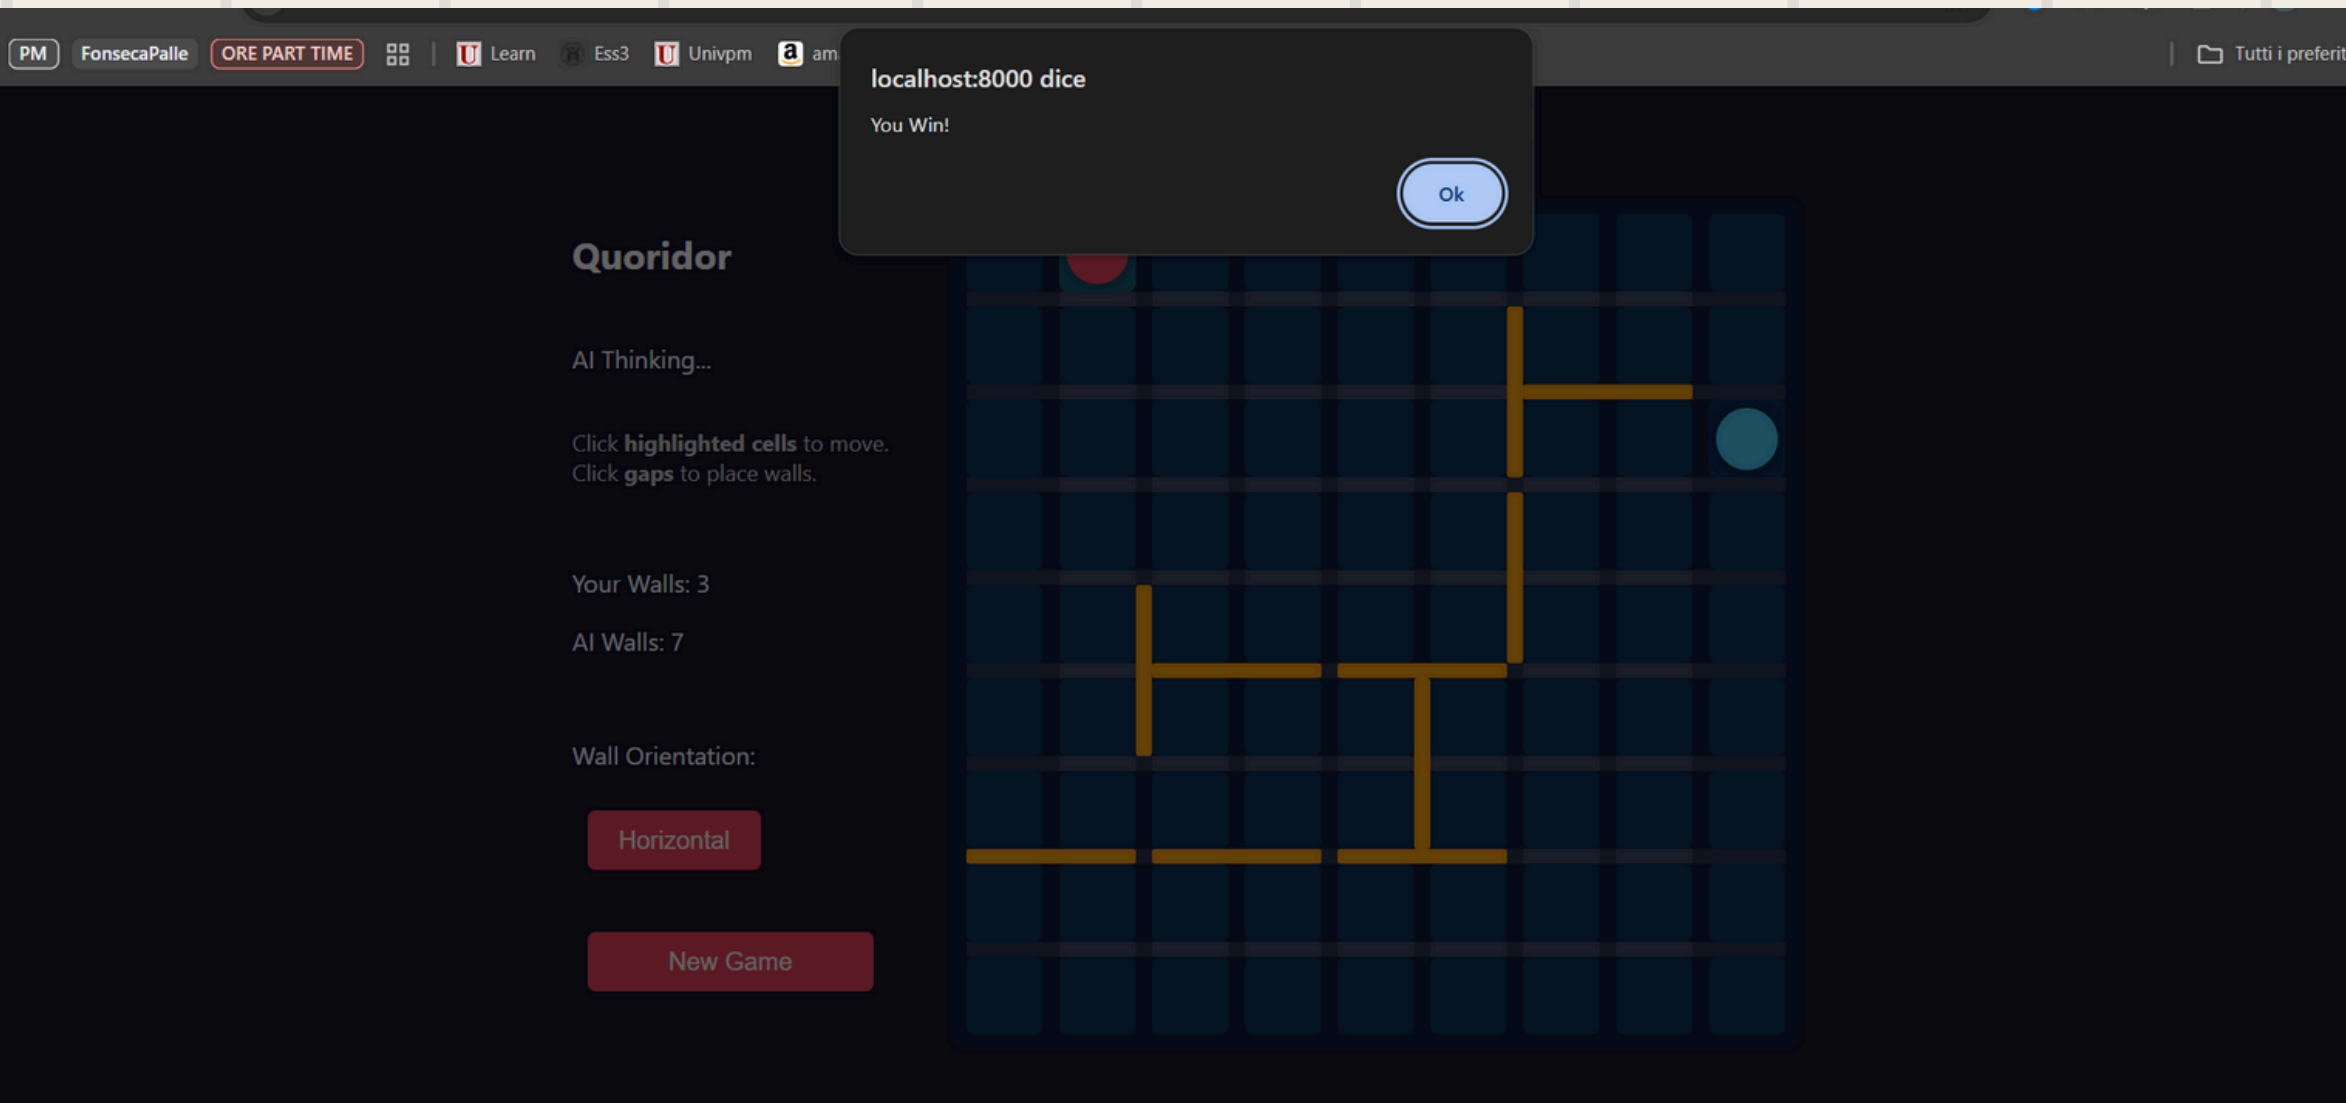 PM FonsecaPalle ORE PART TIME Learn Ess3 Univpm am Tutti i preferit
localhost:8000 dice
You Win!
Ok
Quoridor
AI Thinking...
Click highlighted cells to move.
Click gaps to place walls.
Your Walls: 3
AI Walls: 7
Wall Orientation:
Horizontal
New Game